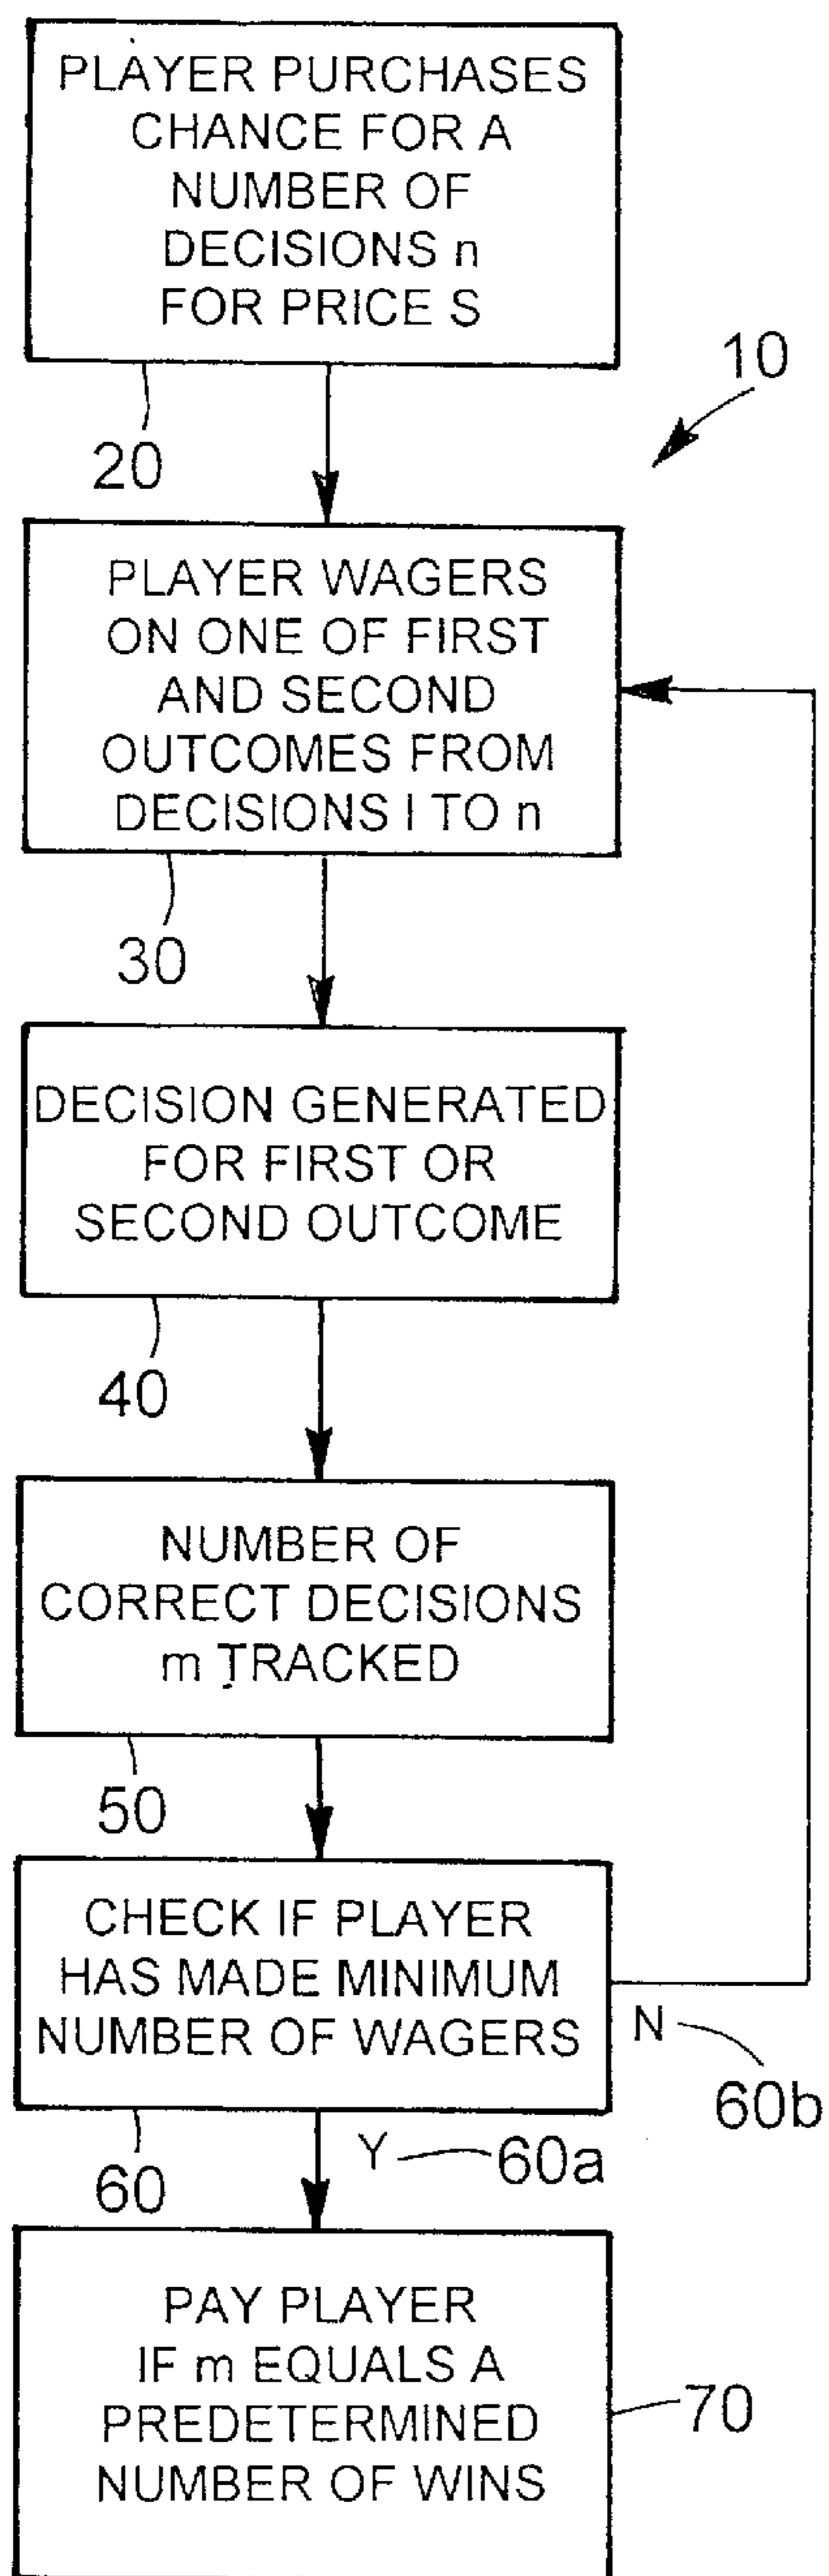 PLAYER PURCHASES
CHANCE FOR A
NUMBER OF
DECISIONS n
FOR PRICE S
10
20
PLAYER WAGERS
ON ONE OF FIRST
AND SECOND
OUTCOMES FROM
DECISIONS I TO n
30
DECISION GENERATED
FOR FIRST OR
SECOND OUTCOME
40
NUMBER OF
CORRECT DECISIONS
m TRACKED
50
CHECK IF PLAYER
HAS MADE MINIMUM
NUMBER OF WAGERS
N
60b
Y
60a
60
PAY PLAYER
IF m EQUALS A
PREDETERMINED
NUMBER OF WINS
70